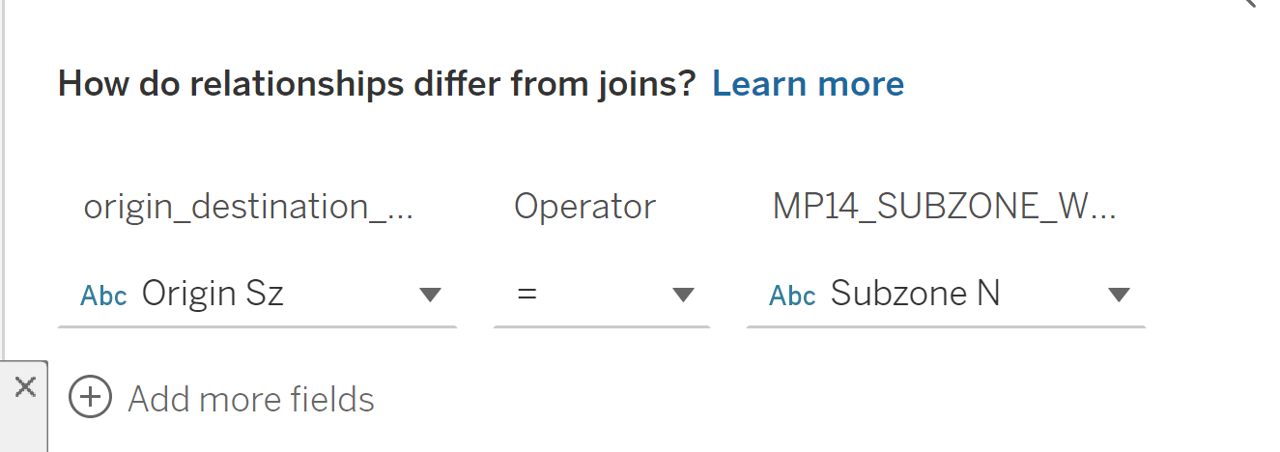 How do relationships differ from joins? Learn more
origin_destination_... Operator MP14_SUBZONE_W...
Abc Origin Sz = Abc Subzone N
Add more fields